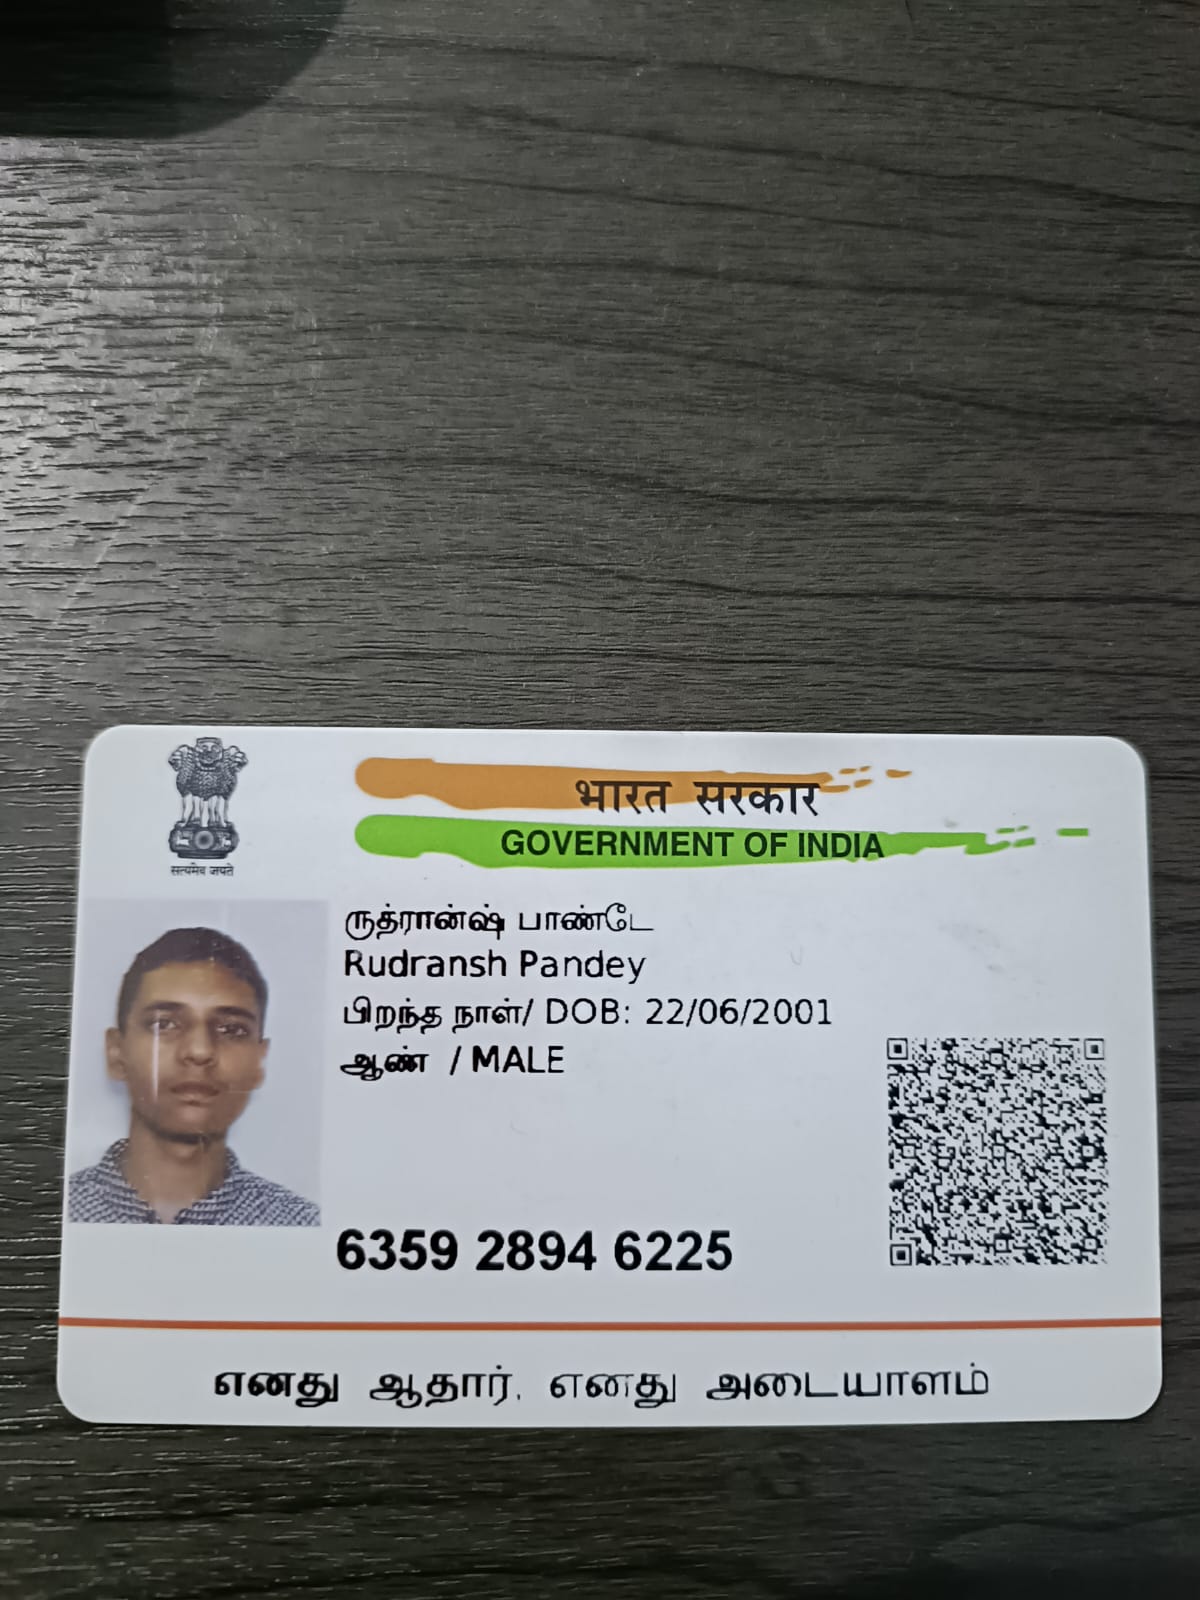 सत्यमेव जयते
भारत सरकार
GOVERNMENT OF INDIA
ருத்ரான்ஷ் பாண்டே
Rudransh Pandey
பிறந்த நாள்/ DOB: 22/06/2001
ஆண் / MALE
6359 2894 6225
எனது ஆதார், எனது அடையாளம்